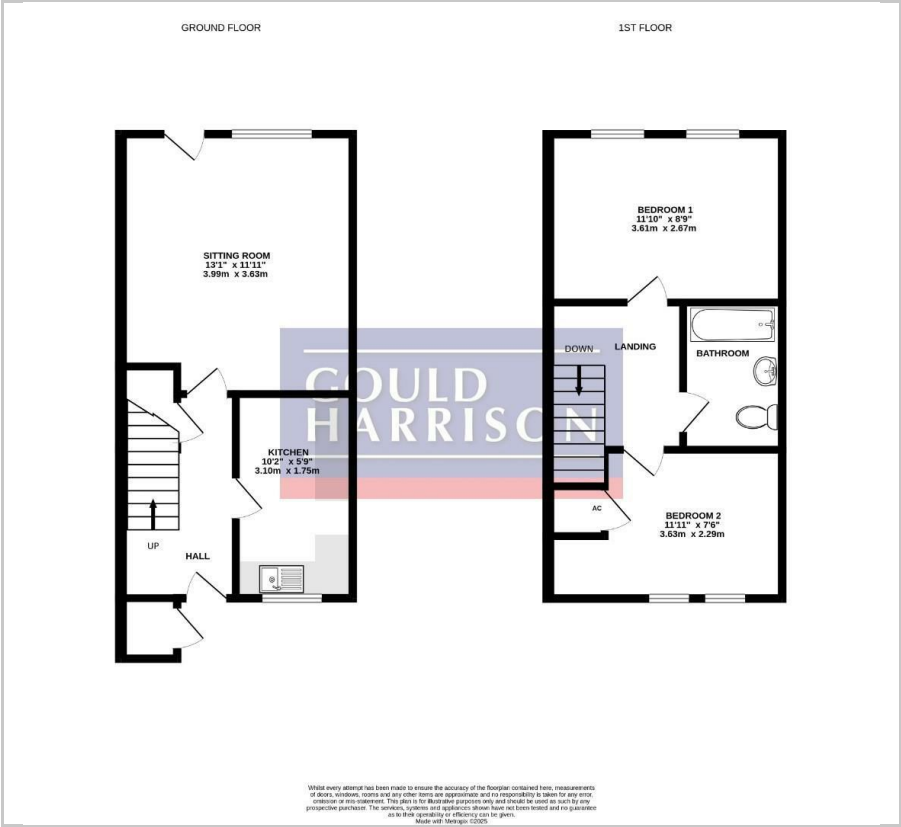 GROUND FLOOR
1ST FLOOR
SITTING ROOM
13'1" x 11'11"
3.99m x 3.63m
KITCHEN
10'2" x 5'9"
3.10m x 1.75m
UP
HALL
BEDROOM 1
11'10" x 8'9"
3.61m x 2.67m
DOWN
LANDING
BATHROOM
AC
BEDROOM 2
11'11" x 7'6"
3.63m x 2.29m
GOULD
HARRISON
Whilst every attempt has been made to ensure the accuracy of the floorplan contained here, measurements
of doors, windows, rooms and any other items are approximate and no responsibility is taken for any error,
omission or mis-statement. This plan is for illustrative purposes only and should be used as such by any
prospective purchaser. The services, systems and appliances shown have not been tested and no guarantee
as to their operability or efficiency can be given.
Made with Metropix ©2025